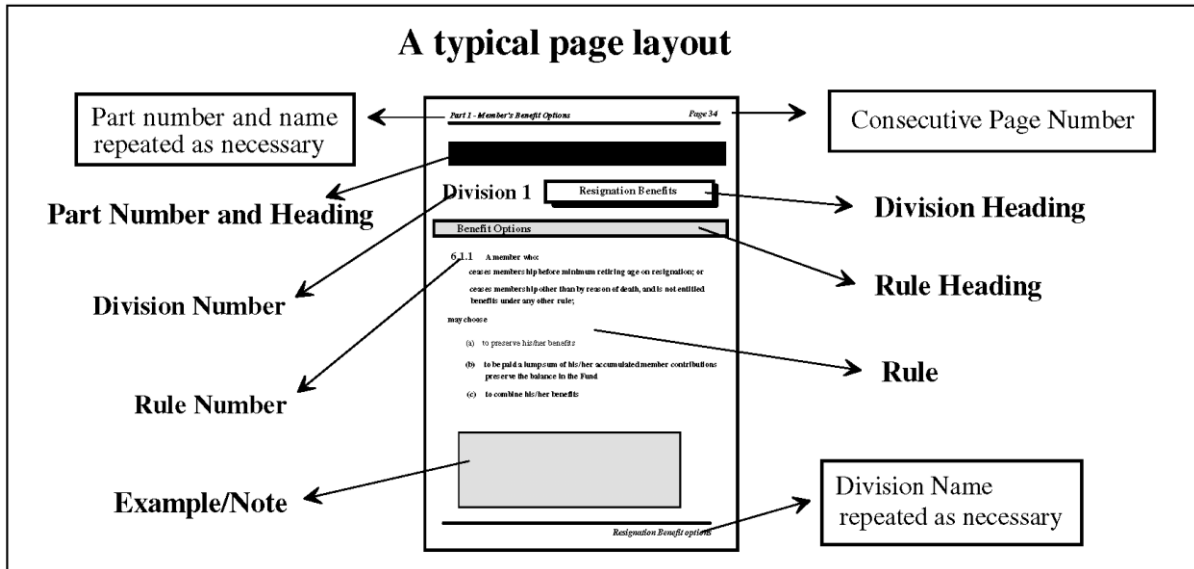 A typical page layout
Part number and name
repeated as necessary
Part 1 - Member's Benefit Options Page 34
Consecutive Page Number
Part Number and Heading
Division 1 Resignation Benefits
Division Heading
Benefit Options
Rule Heading
Division Number
6.1.1 A member who:
ceases membership before minimum retiring age on resignation; or
ceases membership other than by reason of death, and is not entitled
benefits under any other rule;
may choose
(a) to preserve his/her benefits
(b) to be paid a lump sum of his/her accumulated member contributions
preserve the balance in the Fund
(c) to combine his/her benefits
Rule
Rule Number
Example/Note
Division Name
repeated as necessary
Resignation Benefit options